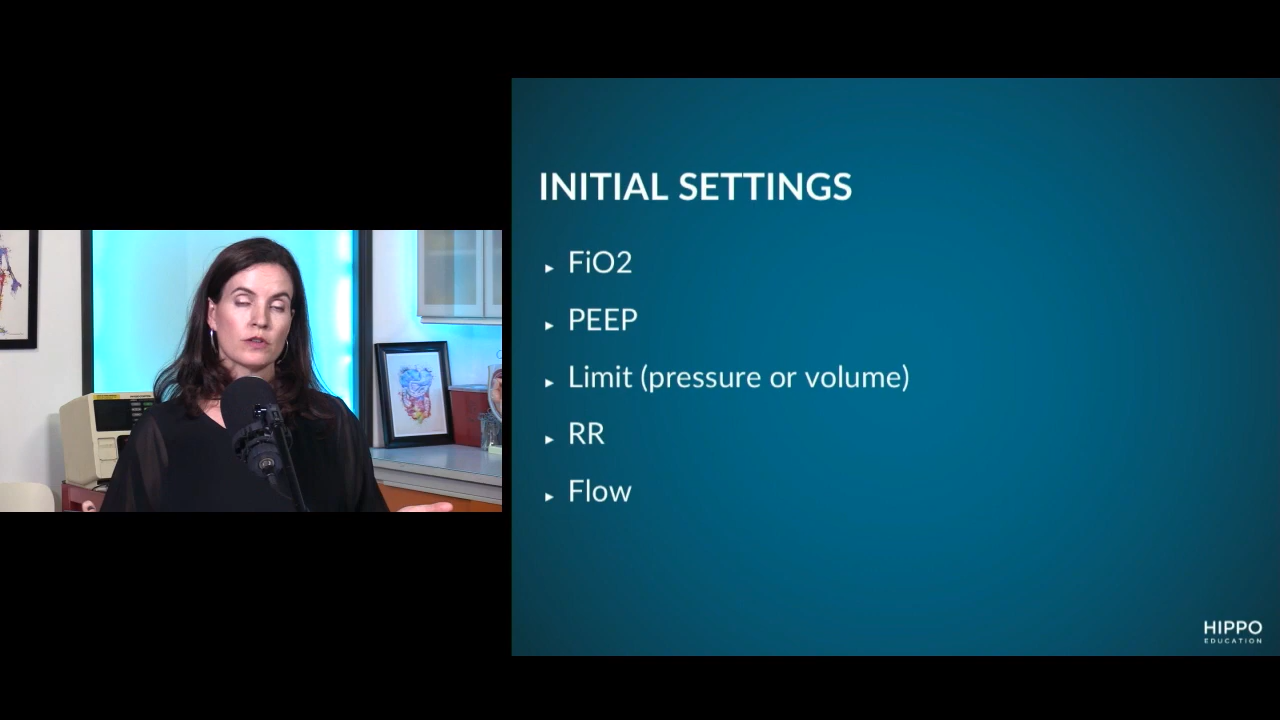 INITIAL SETTINGS
▸ FiO2
▸ PEEP
▸ Limit (pressure or volume)
▸ RR
▸ Flow
HIPPO
EDUCATION